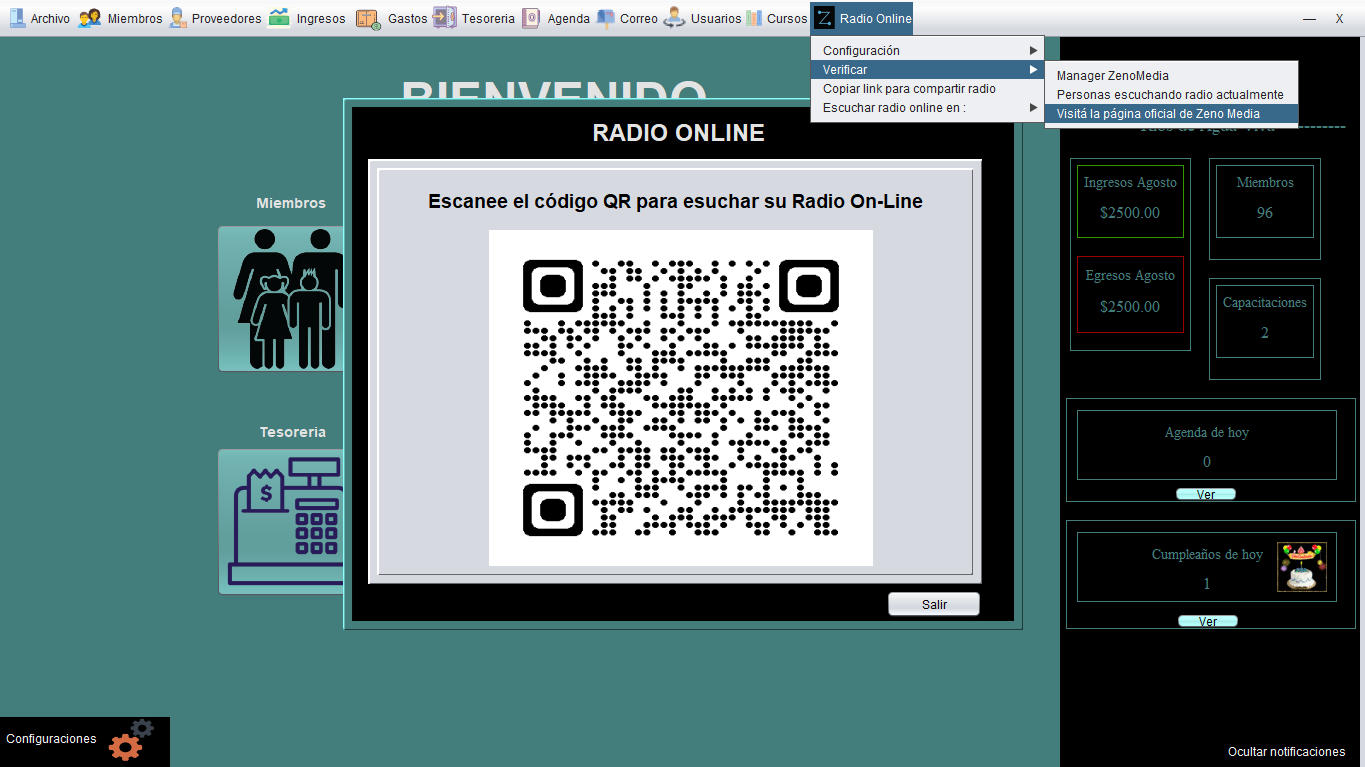 Archivo Miembros Proveedores Ingresos Gastos Tesoreria Agenda Correo Usuarios Cursos Radio Online — X
Configuración
Verificar
Copiar link para compartir radio
Escuchar radio online en :
Manager ZenoMedia
Personas escuchando radio actualmente
Visitá la página oficial de Zeno Media
BIENVENIDO
RADIO ONLINE
Escanee el código QR para esuchar su Radio On-Line
Salir
Miembros
Tesoreria
$
Ingresos Agosto
$2500.00
Egresos Agosto
$2500.00
Miembros
96
Capacitaciones
2
Agenda de hoy
0
Ver
Cumpleaños de hoy
1
Ver
Configuraciones
Ocultar notificaciones